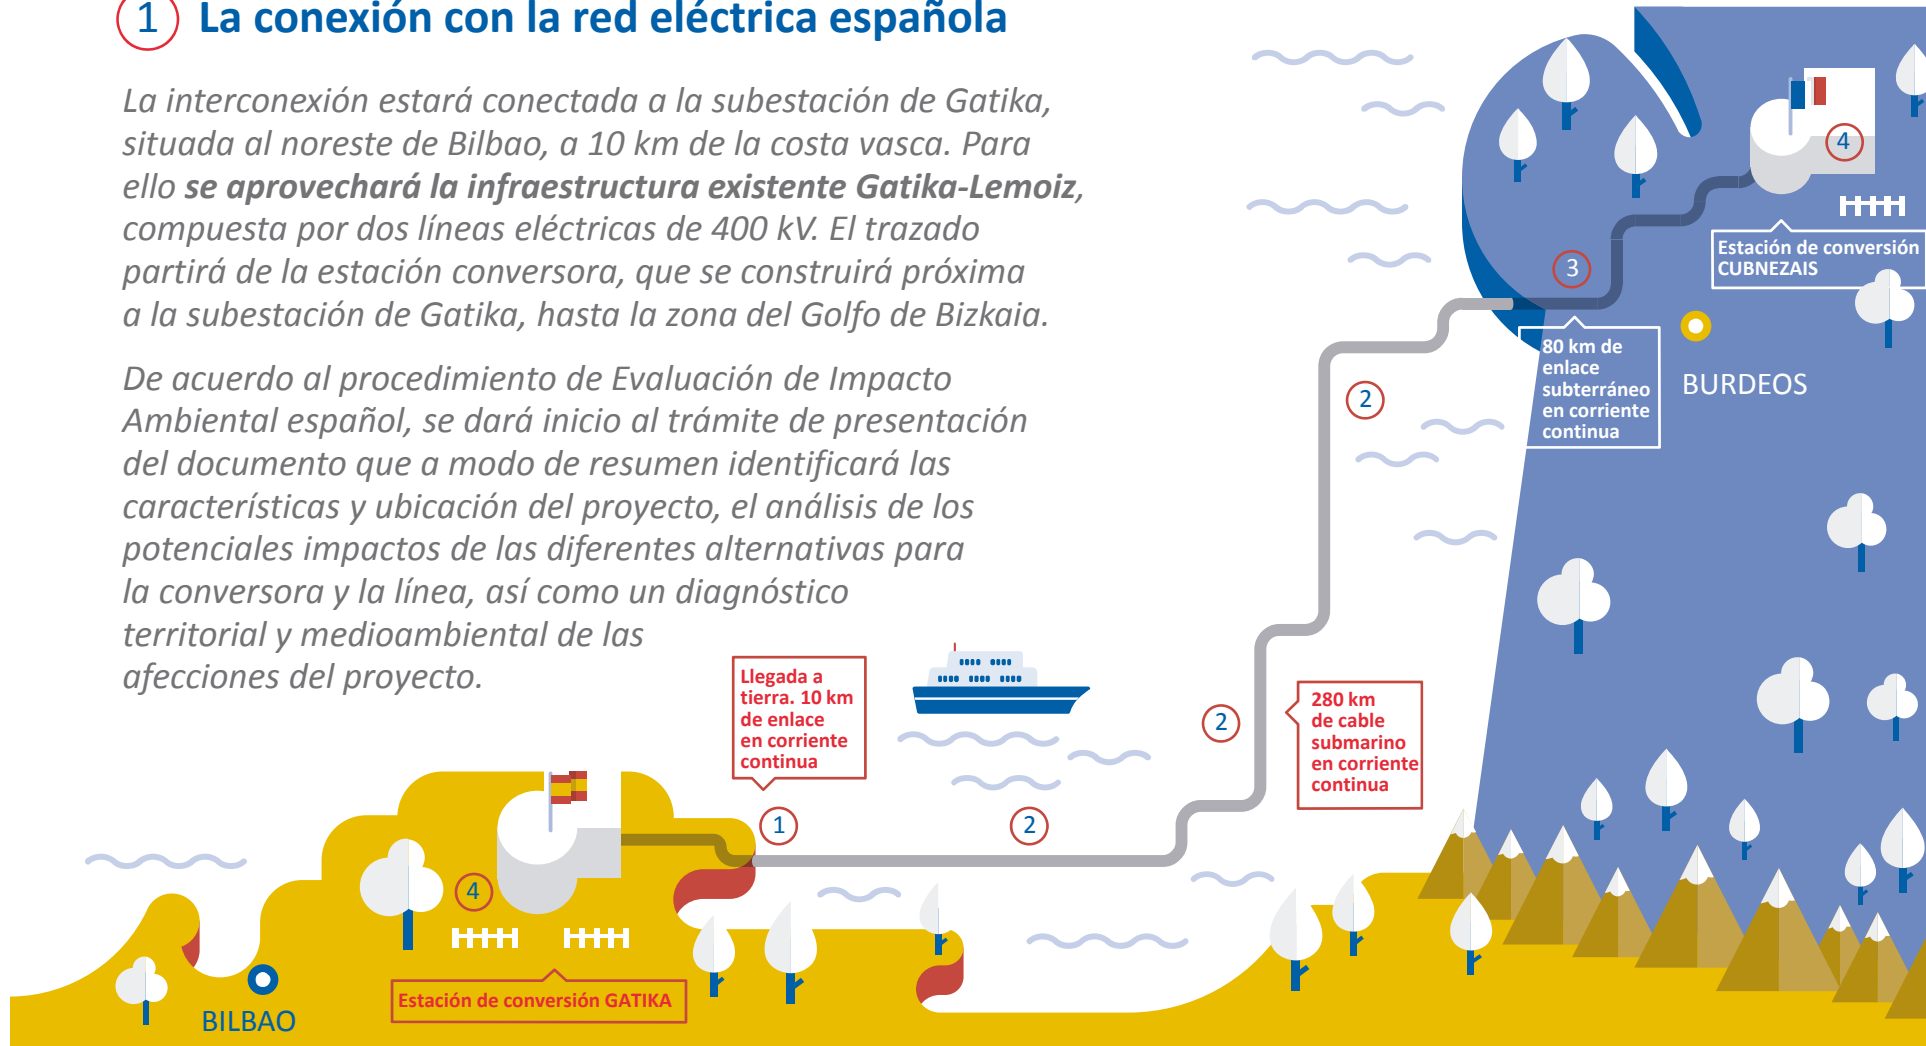 1 La conexión con la red eléctrica española
La interconexión estará conectada a la subestación de Gatika,
situada al noreste de Bilbao, a 10 km de la costa vasca. Para
ello se aprovechará la infraestructura existente Gatika-Lemoiz,
compuesta por dos líneas eléctricas de 400 kV. El trazado
partirá de la estación conversora, que se construirá próxima
a la subestación de Gatika, hasta la zona del Golfo de Bizkaia.
De acuerdo al procedimiento de Evaluación de Impacto
Ambiental español, se dará inicio al trámite de presentación
del documento que a modo de resumen identificará las
características y ubicación del proyecto, el análisis de los
potenciales impactos de las diferentes alternativas para
la conversora y la línea, así como un diagnóstico
territorial y medioambiental de las
afecciones del proyecto.
4
Estación de conversión
CUBNEZAIS
3
80 km de
enlace
subterráneo
en corriente
continua
BURDEOS
2
2
280 km
de cable
submarino
en corriente
continua
Llegada a
tierra. 10 km
de enlace
en corriente
continua
1
2
4
Estación de conversión GATIKA
BILBAO